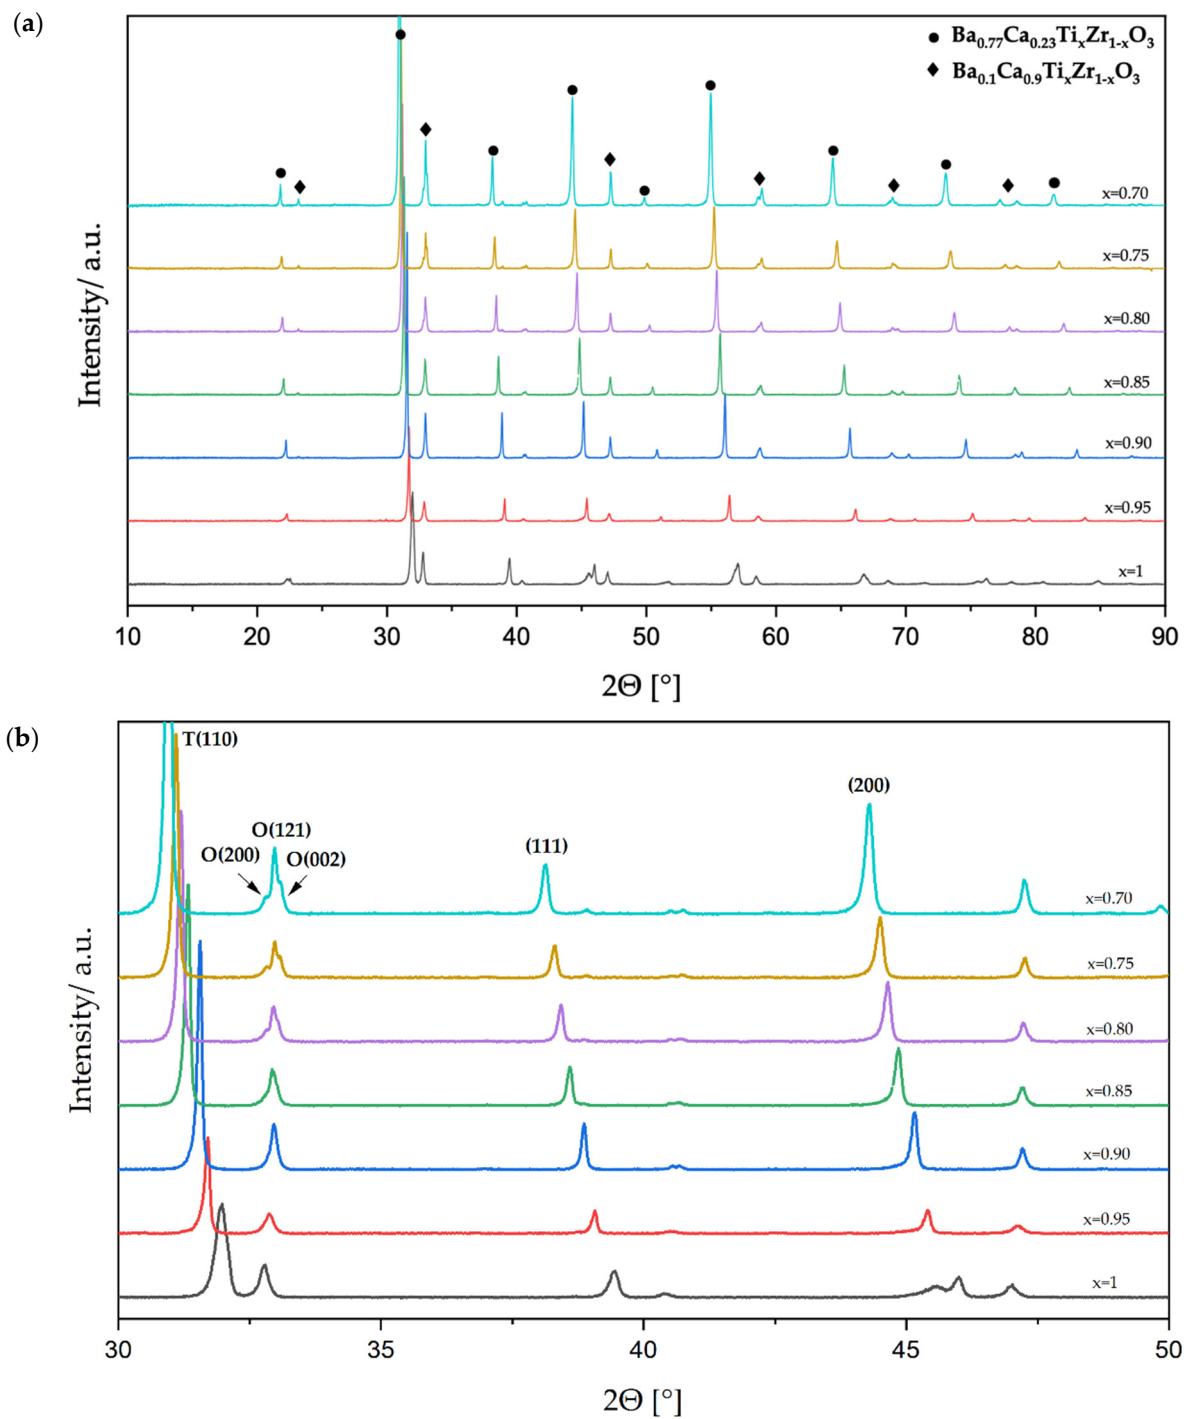 (a)
● Ba0.77Ca0.23TixZr1-xO3
◆ Ba0.1Ca0.9TixZr1-xO3
Intensity/ a.u.
x=0.70
x=0.75
x=0.80
x=0.85
x=0.90
x=0.95
x=1
10 20 30 40 50 60 70 80 90
2Θ [°]
(b)
T(110)
(200)
O(121)
O(200) O(002)
(111)
Intensity/ a.u.
x=0.70
x=0.75
x=0.80
x=0.85
x=0.90
x=0.95
x=1
30 35 40 45 50
2Θ [°]